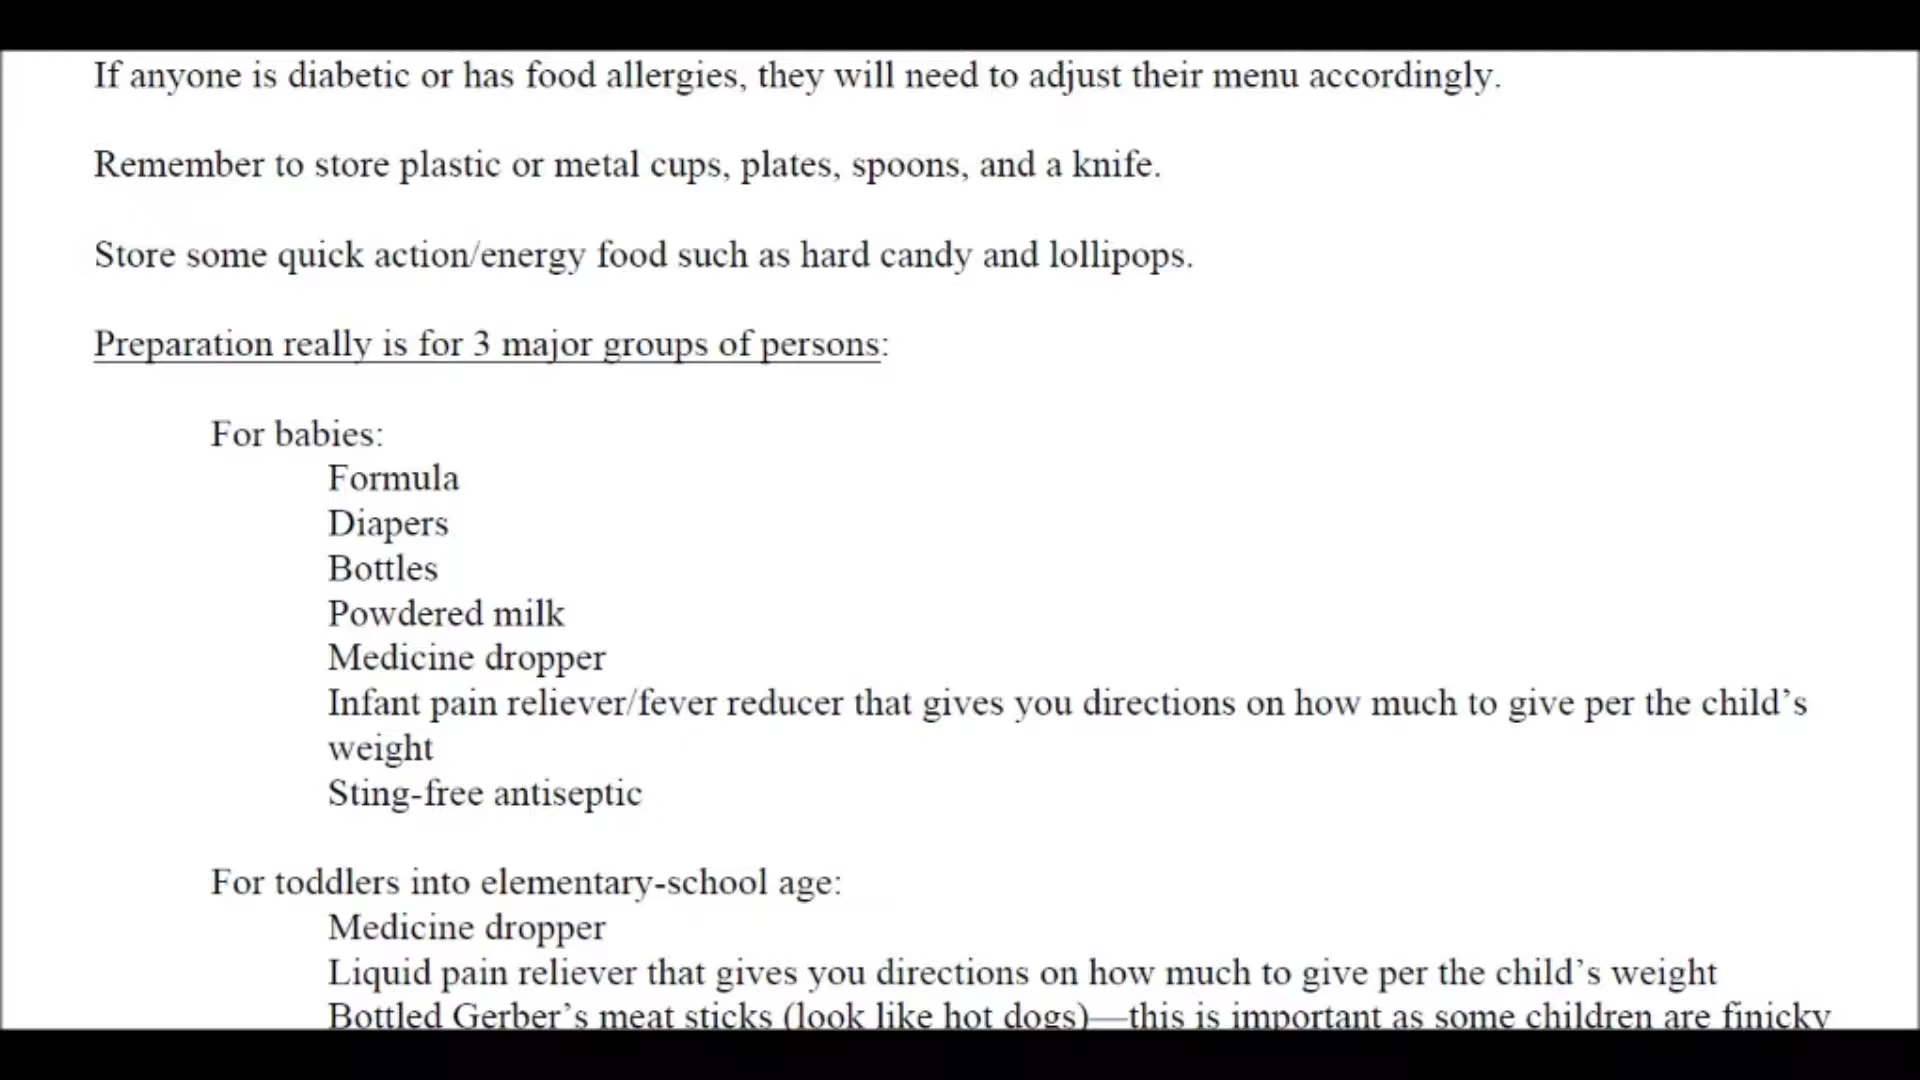 If anyone is diabetic or has food allergies, they will need to adjust their menu accordingly.
Remember to store plastic or metal cups, plates, spoons, and a knife.
Store some quick action/energy food such as hard candy and lollipops.
Preparation really is for 3 major groups of persons:
For babies:
Formula
Diapers
Bottles
Powdered milk
Medicine dropper
Infant pain reliever/fever reducer that gives you directions on how much to give per the child’s
weight
Sting-free antiseptic
For toddlers into elementary-school age:
Medicine dropper
Liquid pain reliever that gives you directions on how much to give per the child’s weight
Bottled Gerber’s meat sticks (look like hot dogs)—this is important as some children are finicky